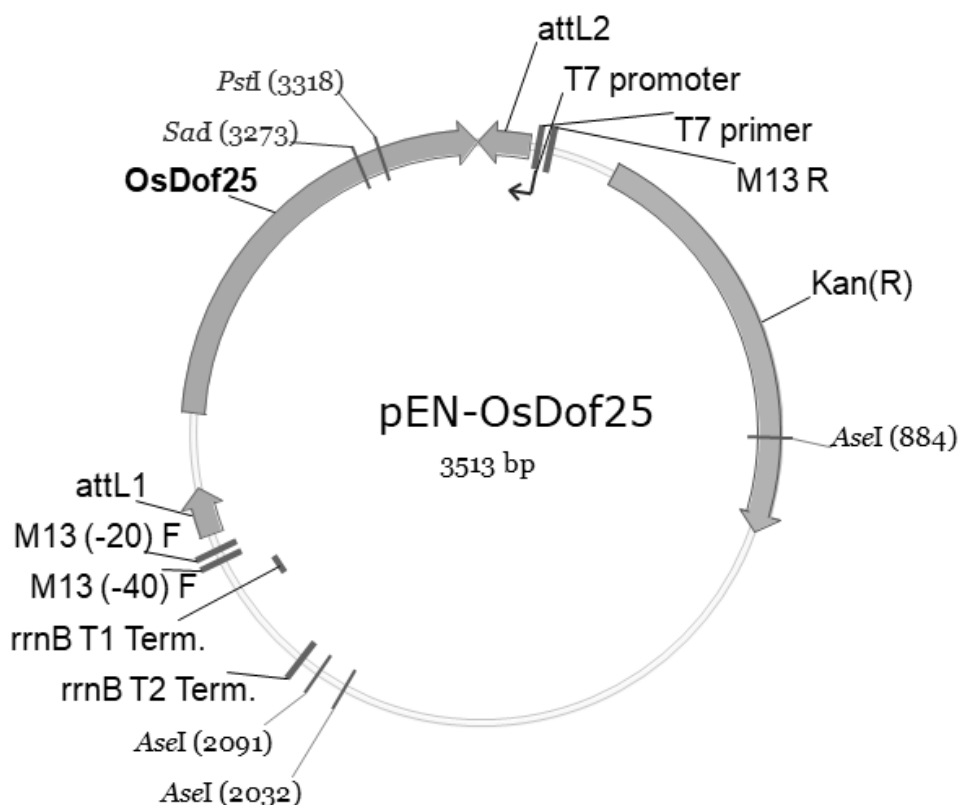 attL2
T7 promoter
PstI (3318)
T7 primer
SacI (3273)
M13 R
OsDof25
Kan(R)
pEN-OsDof25
3513 bp
AseI (884)
attL1
M13 (-20) F
M13 (-40) F
rrnB T1 Term.
rrnB T2 Term.
AseI (2091)
AseI (2032)